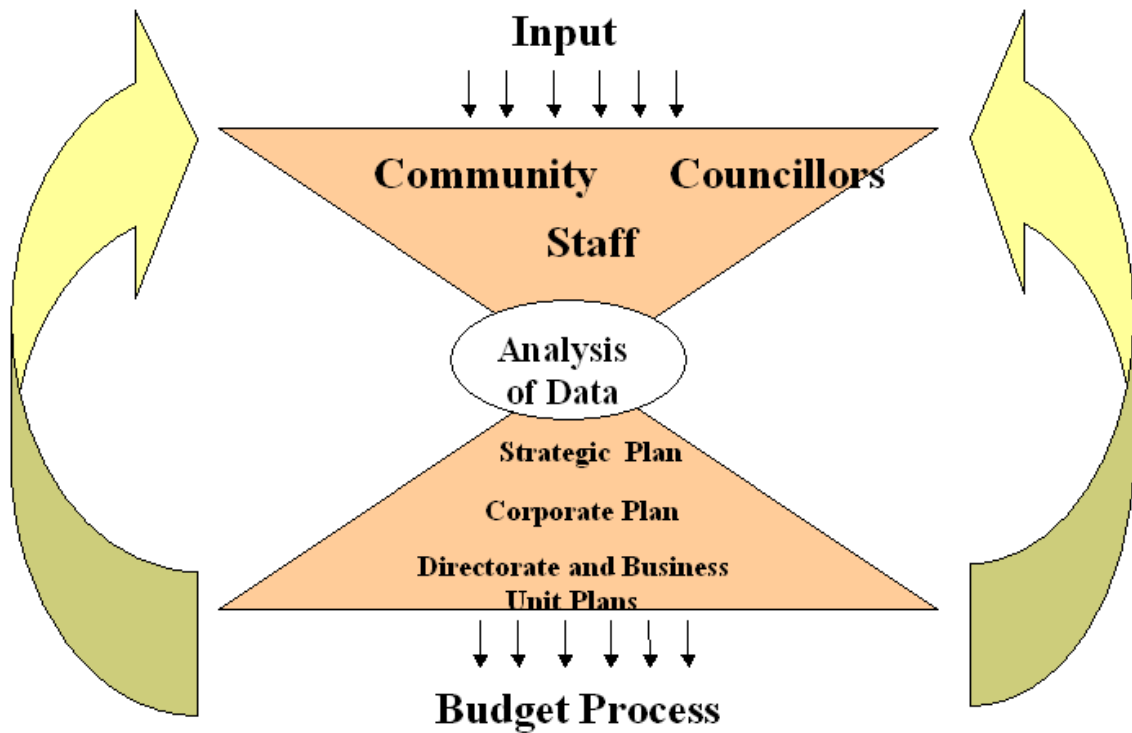 Input
Community Councillors
Staff
Analysis
of Data
Strategic Plan
Corporate Plan
Directorate and Business
Unit Plans
Budget Process